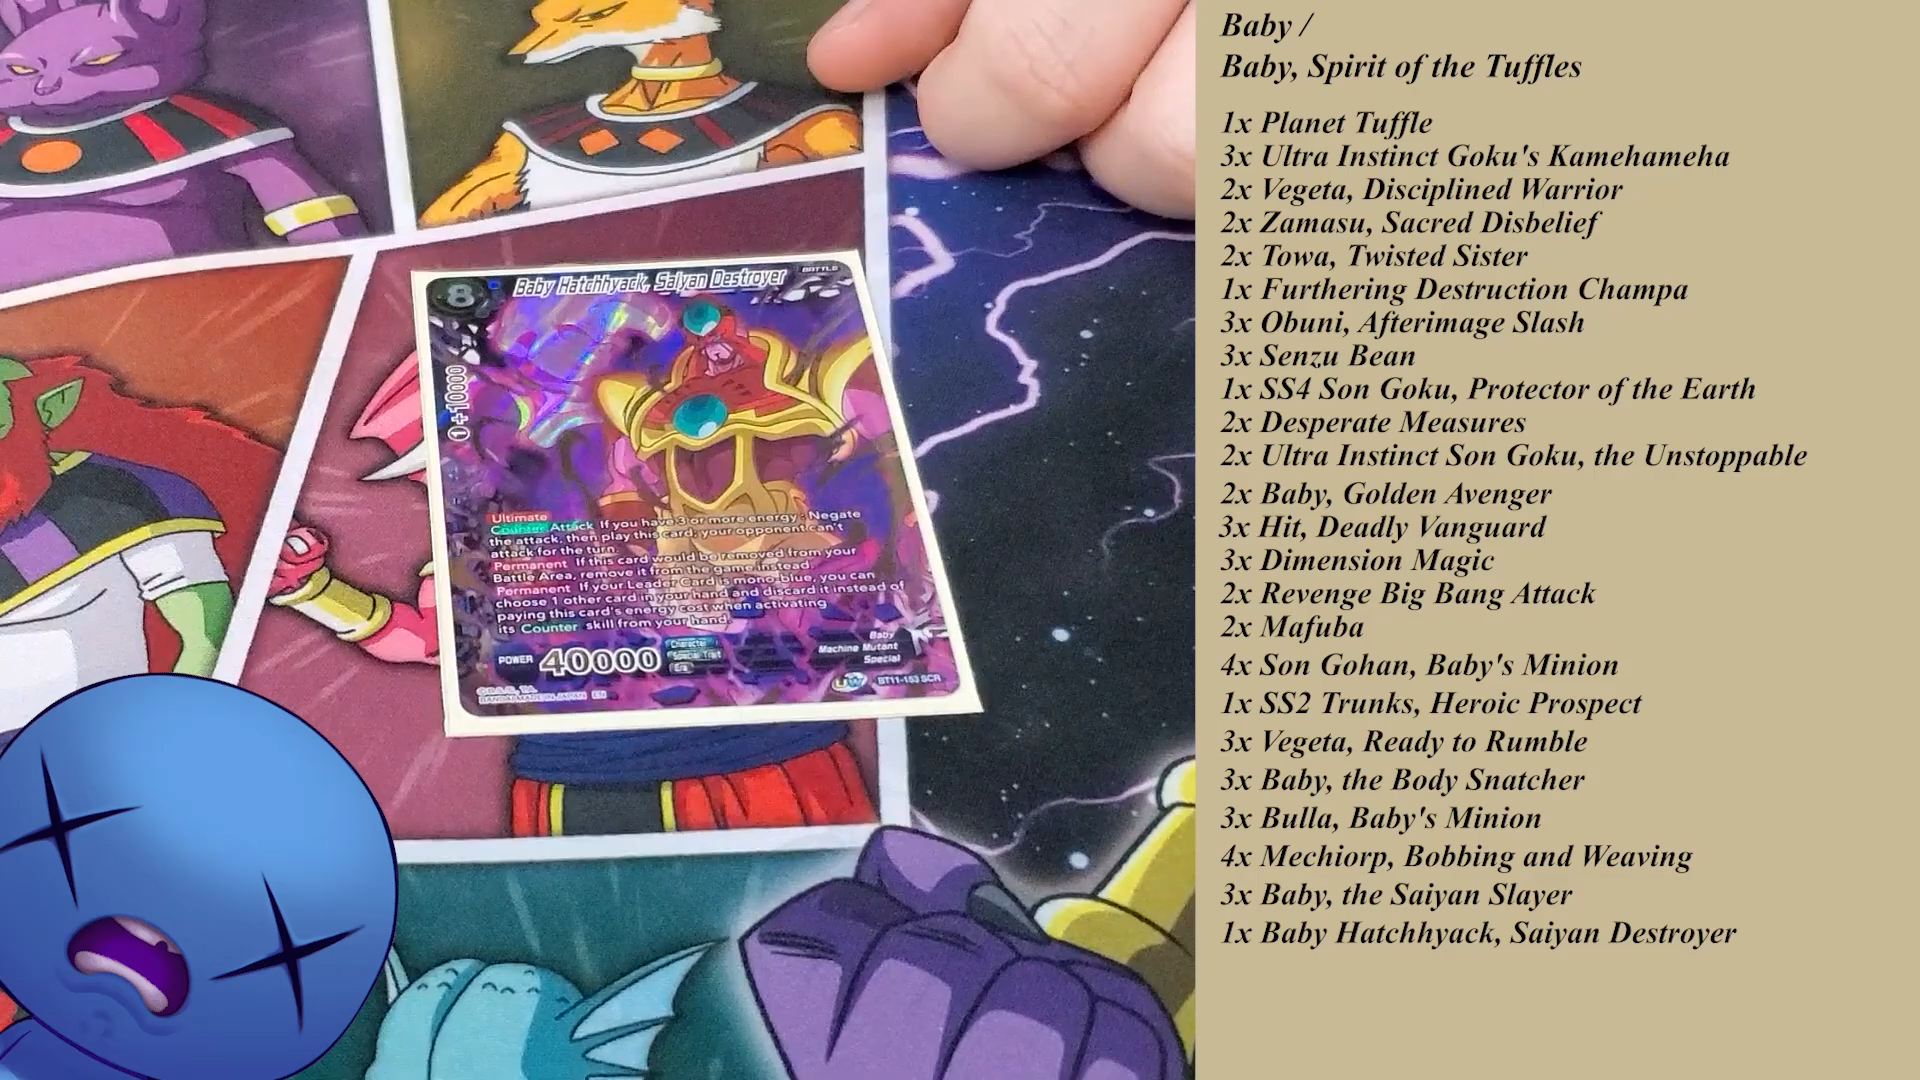 Baby Hatchhyack, Saiyan Destroyer
BATTLE
8
1+10000
Ultimate
Counter Attack If you have 3 or more energy : Negate
the attack, then play this card; your opponent can't
attack for the turn.
Permanent If this card would be removed from your
Battle Area, remove it from the game instead.
Permanent If your Leader Card is mono-blue, you can
choose 1 other card in your hand and discard it instead of
paying this card's energy cost when activating
its Counter skill from your hand.
POWER 40000
Character Baby
Special Trait Machine Mutant
Era Special
BANDAI MADE IN JAPAN EN
UW BT11-153 SCR
Baby /
Baby, Spirit of the Tuffles
1x Planet Tuffle
3x Ultra Instinct Goku's Kamehameha
2x Vegeta, Disciplined Warrior
2x Zamasu, Sacred Disbelief
2x Towa, Twisted Sister
1x Furthering Destruction Champa
3x Obuni, Afterimage Slash
3x Senzu Bean
1x SS4 Son Goku, Protector of the Earth
2x Desperate Measures
2x Ultra Instinct Son Goku, the Unstoppable
2x Baby, Golden Avenger
3x Hit, Deadly Vanguard
3x Dimension Magic
2x Revenge Big Bang Attack
2x Mafuba
4x Son Gohan, Baby's Minion
1x SS2 Trunks, Heroic Prospect
3x Vegeta, Ready to Rumble
3x Baby, the Body Snatcher
3x Bulla, Baby's Minion
4x Mechiorp, Bobbing and Weaving
3x Baby, the Saiyan Slayer
1x Baby Hatchhyack, Saiyan Destroyer